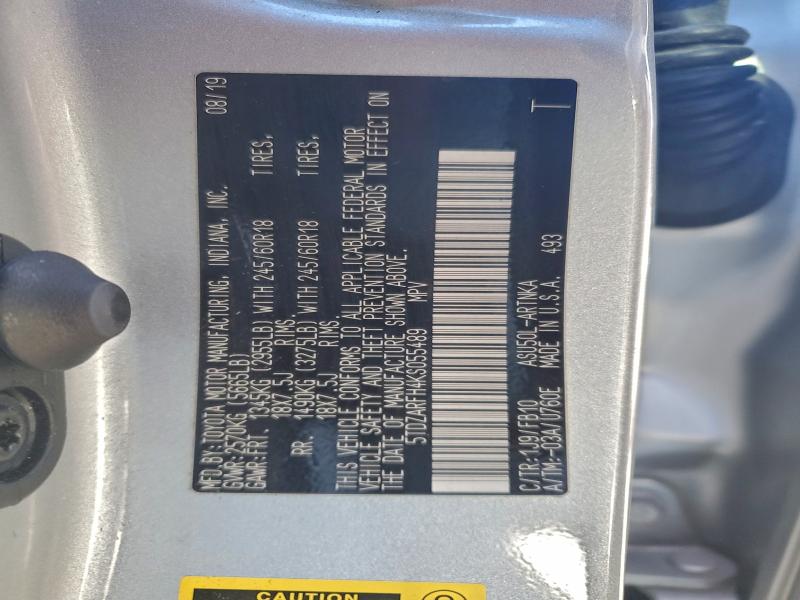 MFD.BY:TOYOTA MOTOR MANUFACTURING, INDIANA, INC. 08/19
GVWR:2570KG (5665LB)
GAWR:FRT 1345KG (2955LB) WITH 245/60R18 TIRES,
18X7.5J RIMS.
RR. 1490KG (3275LB) WITH 245/60R18 TIRES,
18X7.5J RIMS.
THIS VEHICLE CONFORMS TO ALL APPLICABLE FEDERAL MOTOR
VEHICLE SAFETY AND THEFT PREVENTION STANDARDS IN EFFECT ON
THE DATE OF MANUFACTURE SHOWN ABOVE.
5TDZARFH4KS055489 MPV
C/TR:1J9/FB10 ASU50L-ARTNKA T
A/TM:-03A/U760E MADE IN U.S.A. 493
CAUTION